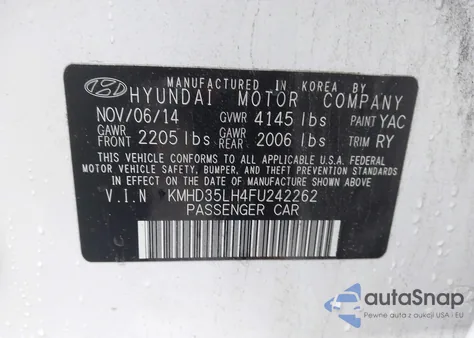 MANUFACTURED IN KOREA BY
HYUNDAI MOTOR COMPANY
NOV/06/14 GVWR 4145 lbs PAINT YAC
GAWR FRONT 2205 lbs GAWR REAR 2006 lbs TRIM RY
THIS VEHICLE CONFORMS TO ALL APPLICABLE U.S.A. FEDERAL
MOTOR VEHICLE SAFETY, BUMPER, AND THEFT PREVENTION STANDARDS
IN EFFECT ON THE DATE OF MANUFACTURE SHOWN ABOVE.
V.I.N KMHD35LH4FU242262
PASSENGER CAR
autoSnap
Pewne auta z USA i EU